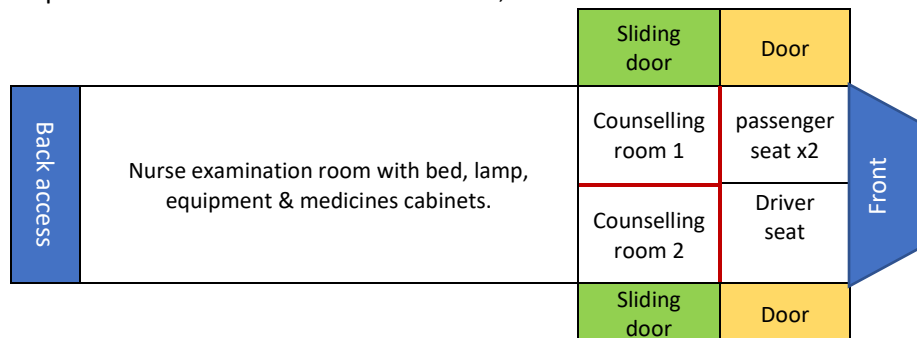 Sliding
door
Door
Back access
Nurse examination room with bed, lamp,
equipment & medicines cabinets.
Counselling
room 1
passenger
seat x2
Front
Counselling
room 2
Driver
seat
Sliding
door
Door